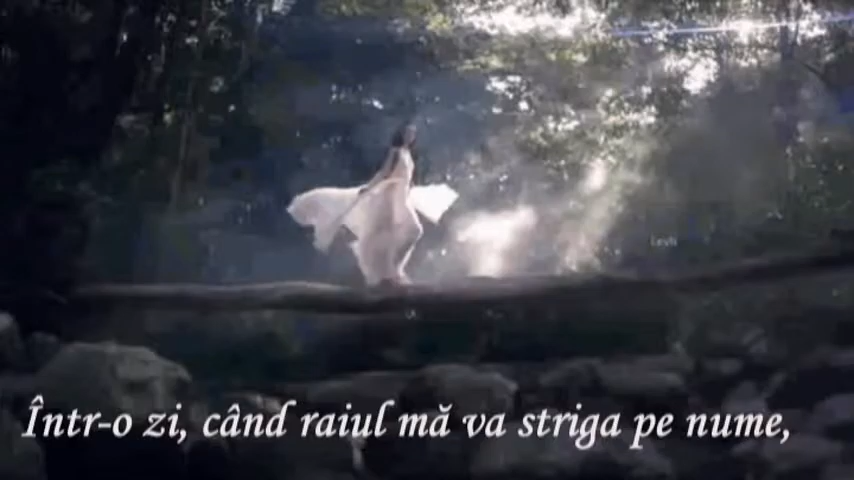 Într-o zi, când raiul mă va striga pe nume,